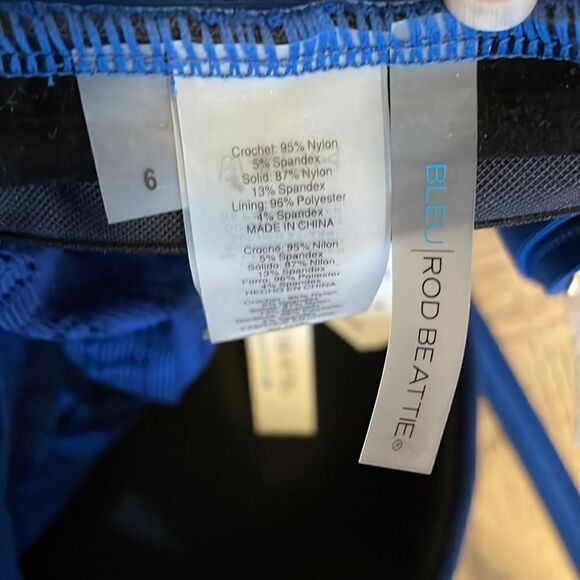 6
Crochet: 95% Nylon
5% Spandex
Solid: 87% Nylon
13% Spandex
Lining: 96% Polyester
4% Spandex
MADE IN CHINA
Croche: 95% Nilon
5% Spandex
Solido: 87% Nilon
13% Spandex
Forro: 96% Poliester
4% Spandex
HECHO EN CHINA
BLEU | ROD BEATTIE®